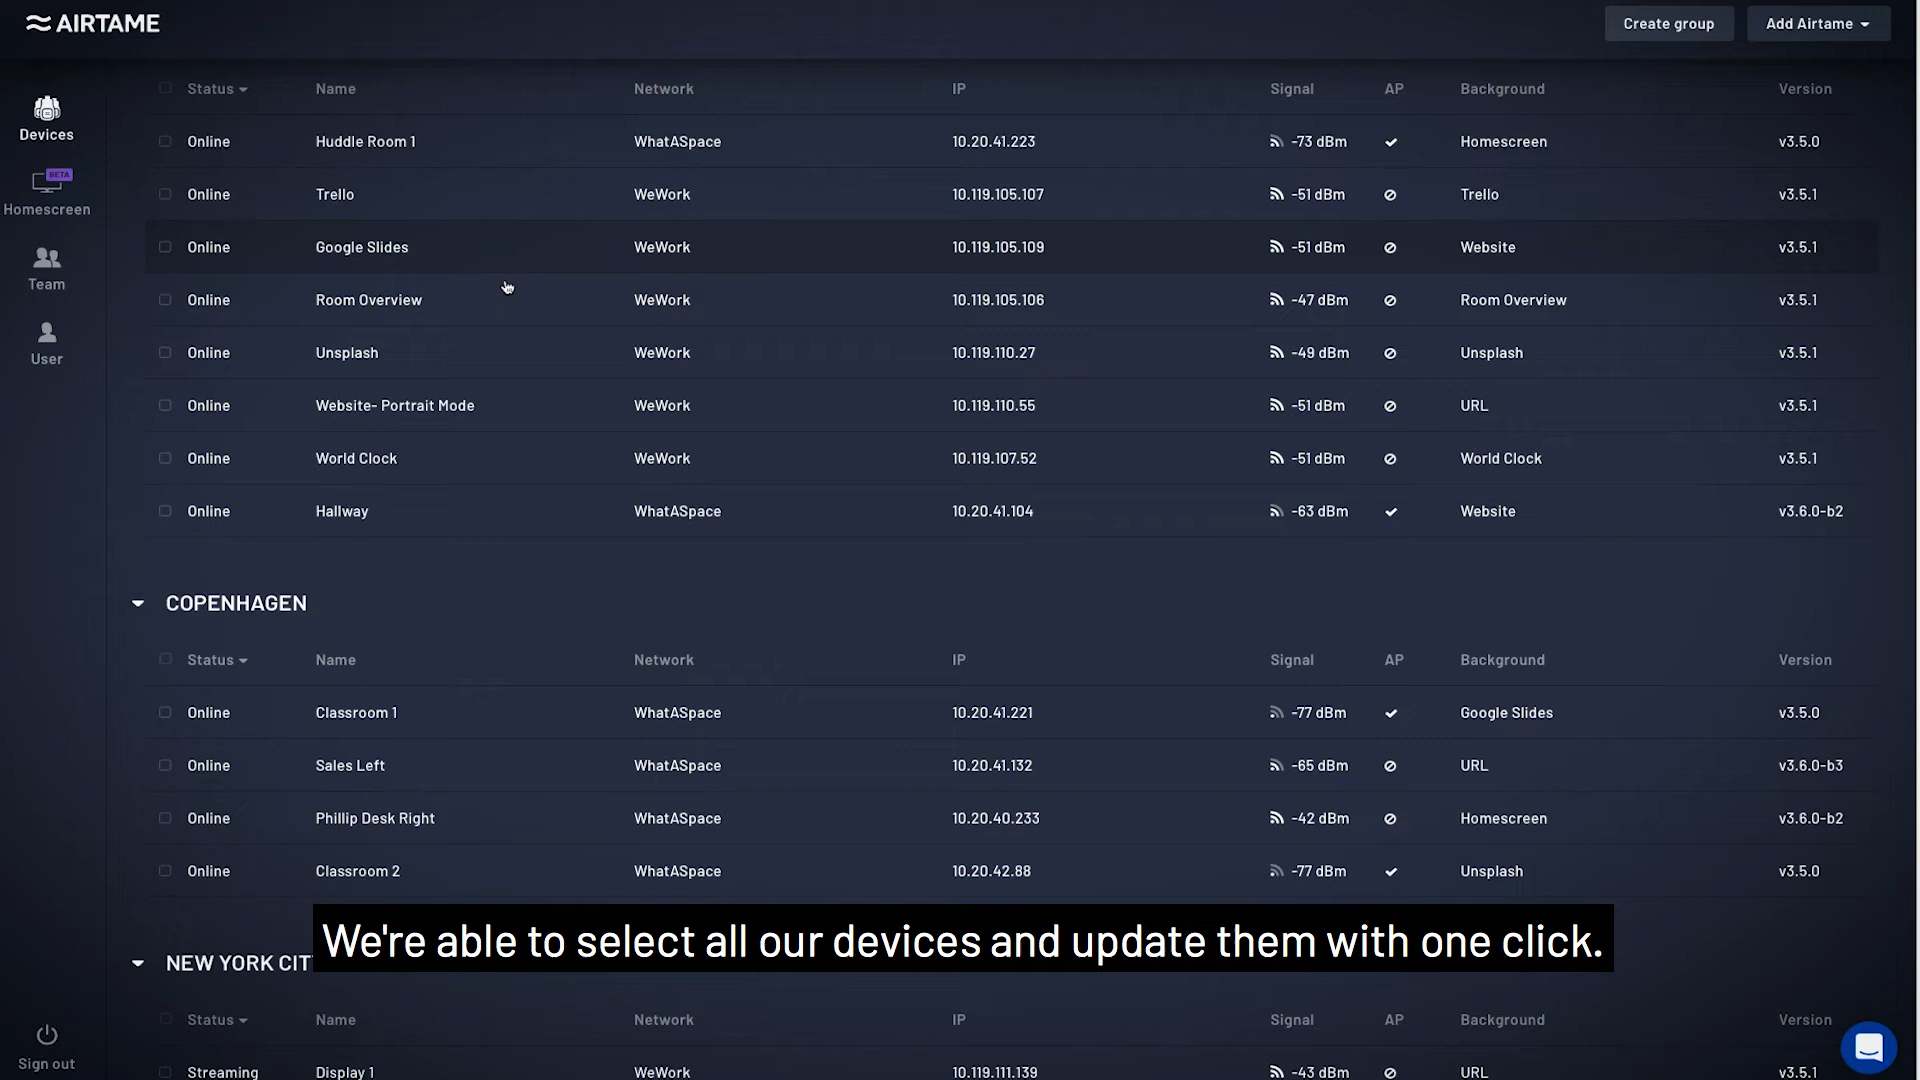 AIRTAME
Create group
Add Airtame
Status Name Network IP Signal AP Background Version
Online Huddle Room 1 WhatASpace 10.20.41.223 -73 dBm Homescreen v3.5.0
Online Trello WeWork 10.119.105.107 -51 dBm Trello v3.5.1
Online Google Slides WeWork 10.119.105.109 -51 dBm Website v3.5.1
Online Room Overview WeWork 10.119.105.106 -47 dBm Room Overview v3.5.1
Online Unsplash WeWork 10.119.110.27 -49 dBm Unsplash v3.5.1
Online Website- Portrait Mode WeWork 10.119.110.55 -51 dBm URL v3.5.1
Online World Clock WeWork 10.119.107.52 -51 dBm World Clock v3.5.1
Online Hallway WhatASpace 10.20.41.104 -63 dBm Website v3.6.0-b2
Devices
BETA
Homescreen
Team
User
COPENHAGEN
Status Name Network IP Signal AP Background Version
Online Classroom 1 WhatASpace 10.20.41.221 -77 dBm Google Slides v3.5.0
Online Sales Left WhatASpace 10.20.41.132 -65 dBm URL v3.6.0-b3
Online Phillip Desk Right WhatASpace 10.20.40.233 -42 dBm Homescreen v3.6.0-b2
Online Classroom 2 WhatASpace 10.20.42.88 -77 dBm Unsplash v3.5.0
We're able to select all our devices and update them with one click.
NEW YORK CIT
Status Name Network IP Signal AP Background Version
Streaming Display 1 WeWork 10.119.111.139 -43 dBm URL v3.5.1
Sign out